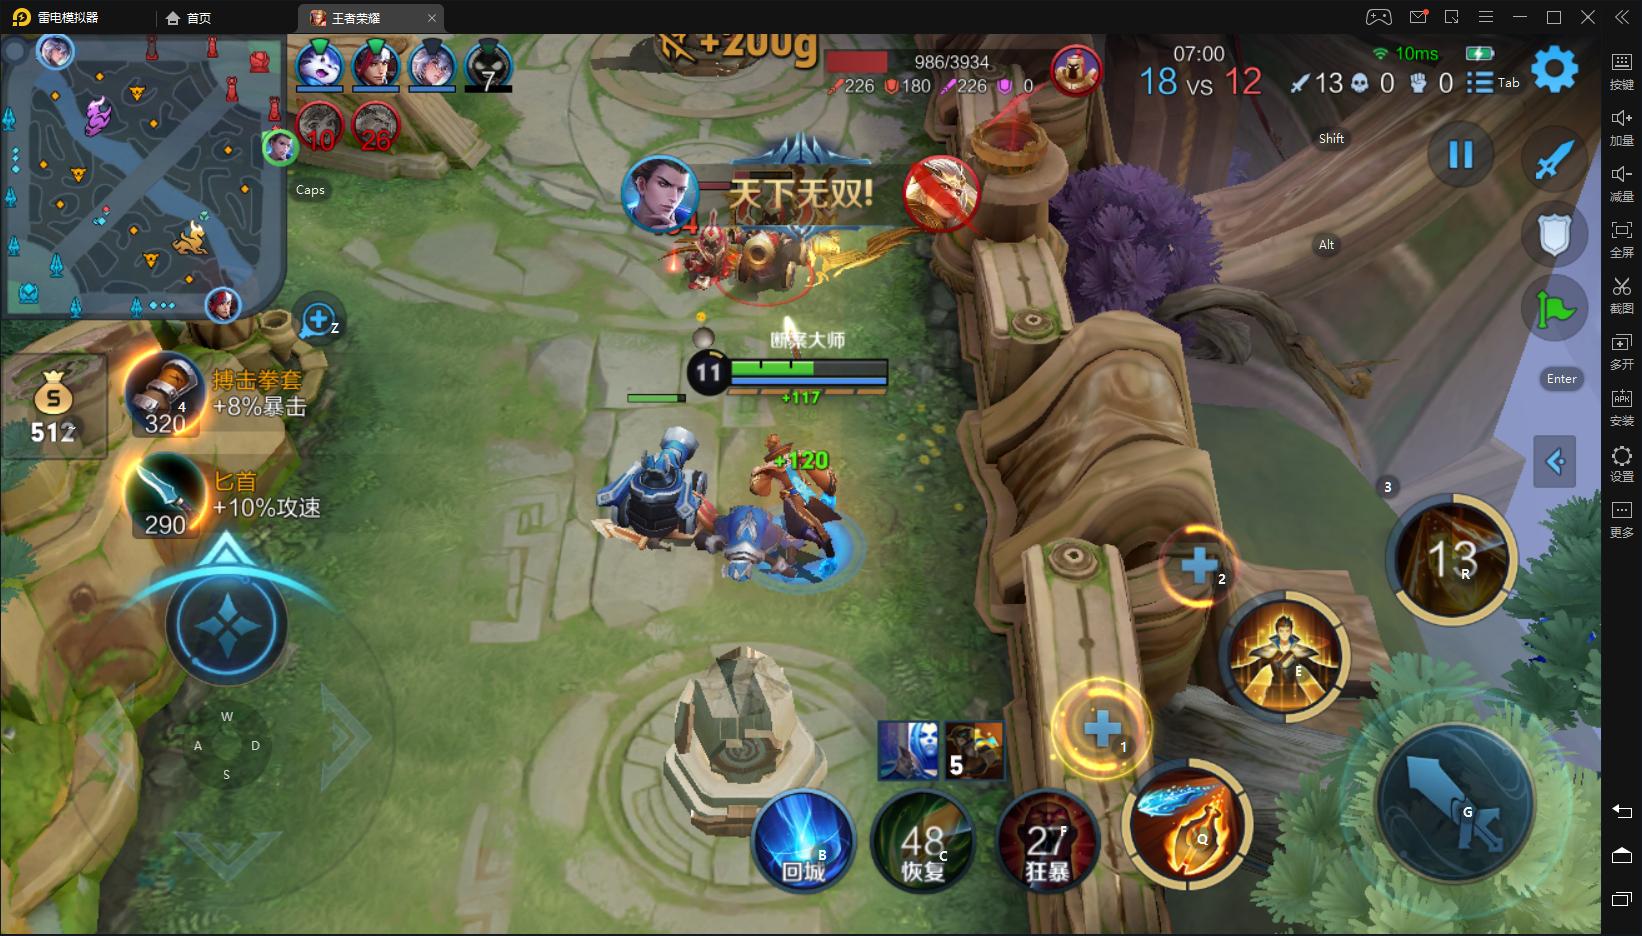 雷电模拟器
首页
王者荣耀
+200g
986/3934
226 180 226 0
07:00
18 vs 12
10ms
13 0 0
Tab
7
10
26
Caps
Shift
Alt
Enter
天下无双!
断案大师
11
+117
+120
Z
512
搏击拳套
+8%暴击
4
320
匕首
+10%攻速
290
W
A
D
S
3
13
R
2
E
1
5
Q
G
回城
B
48
恢复
C
27
狂暴
F
按键
加量
减量
全屏
截图
多开
APK
安装
设置
更多